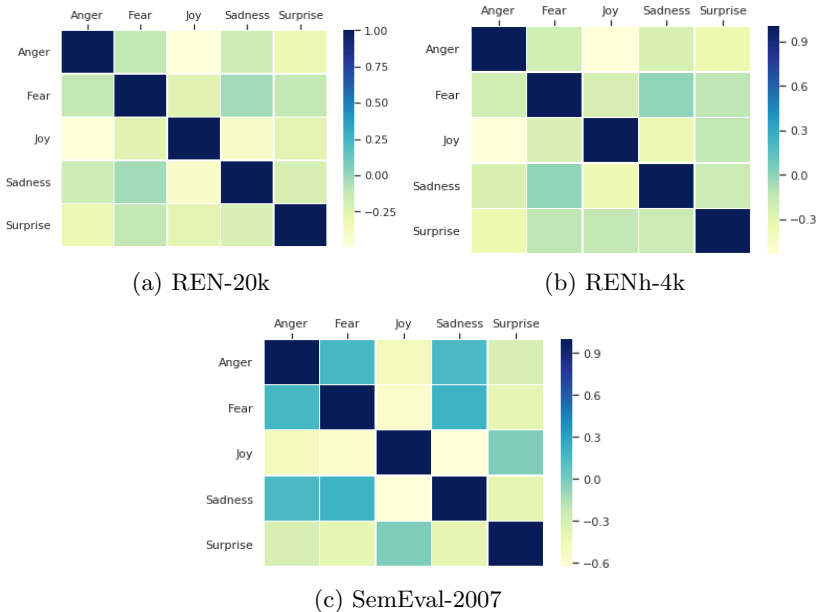 Anger Fear Joy Sadness Surprise
Anger
Fear
Joy
Sadness
Surprise
1.00
0.75
0.50
0.25
0.00
−0.25
(a) REN-20k
Anger Fear Joy Sadness Surprise
Anger
Fear
Joy
Sadness
Surprise
0.9
0.6
0.3
0.0
−0.3
(b) RENh-4k
Anger Fear Joy Sadness Surprise
Anger
Fear
Joy
Sadness
Surprise
0.9
0.6
0.3
0.0
−0.3
−0.6
(c) SemEval-2007